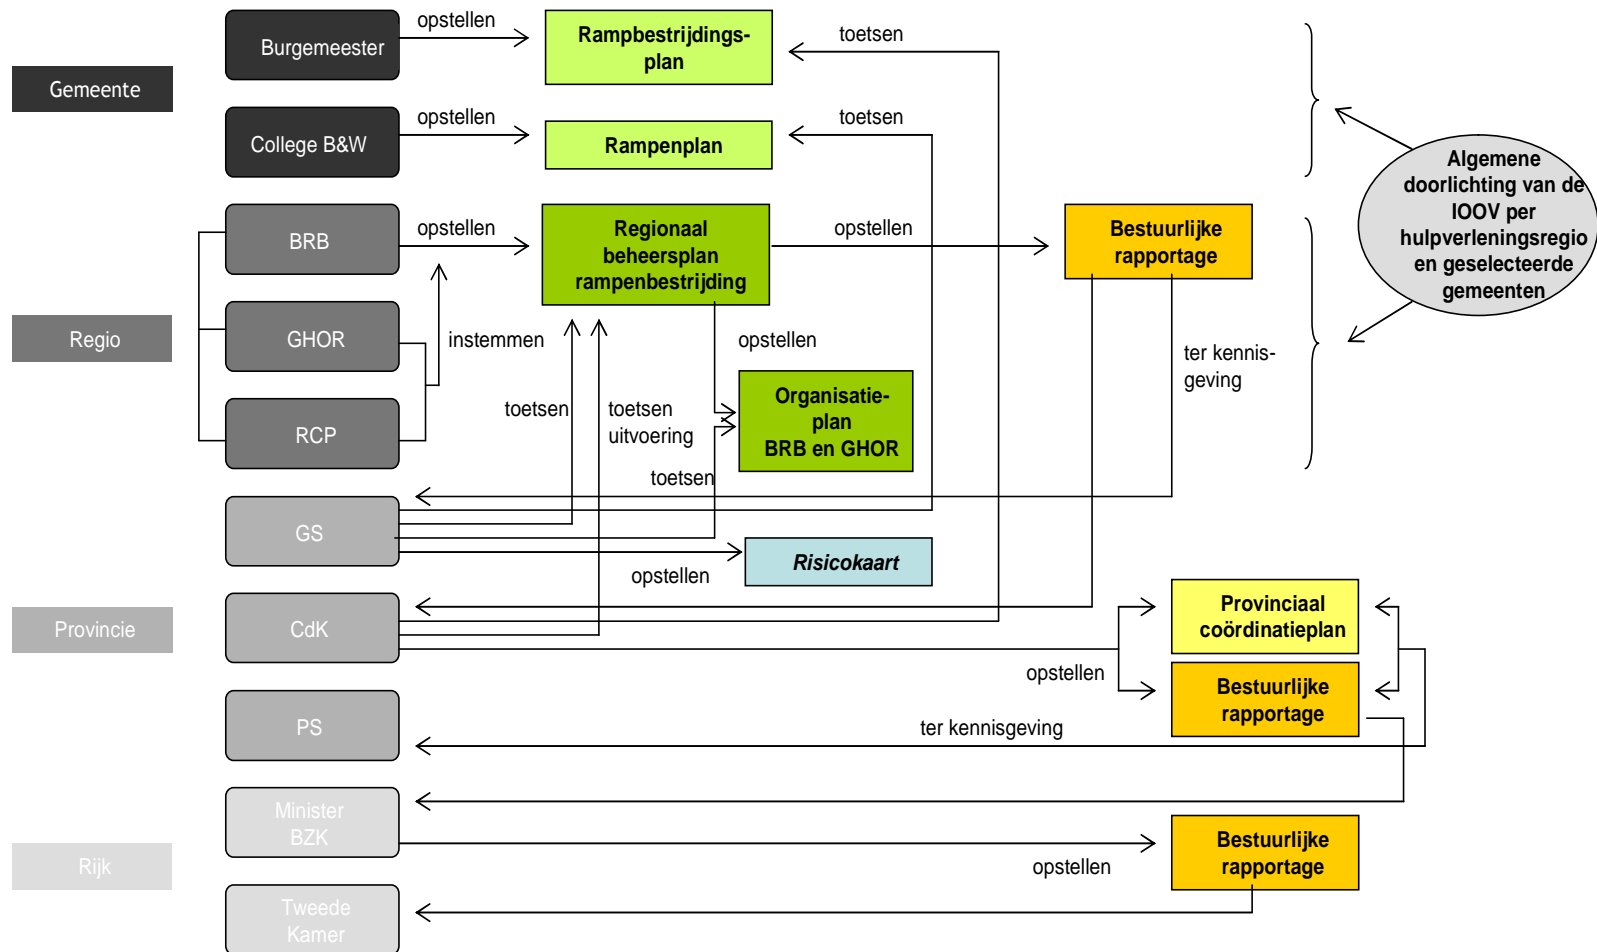 opstellen
Burgemeester
Rampbestrijdings-
plan
toetsen
Gemeente
opstellen
College B&W
Rampenplan
toetsen
Algemene
doorlichting van de
IOOV per
hulpverleningsregio
en geselecteerde
gemeenten
BRB
opstellen
Regionaal
beheersplan
rampenbestrijding
opstellen
Bestuurlijke
rapportage
Regio
GHOR
instemmen
opstellen
ter kennis-
geving
RCP
toetsen
toetsen
uitvoering
Organisatie-
plan
BRB en GHOR
toetsen
GS
opstellen
Risicokaart
Provincie
CdK
Provinciaal
coördinatieplan
opstellen
Bestuurlijke
rapportage
PS
ter kennisgeving
Minister
BZK
Rijk
opstellen
Bestuurlijke
rapportage
Tweede
Kamer